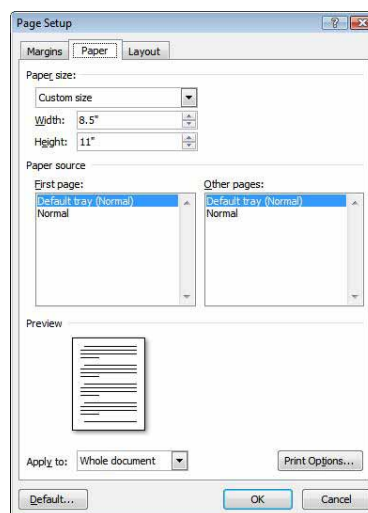 Page Setup
Margins Paper Layout
Paper size:
Custom size
Width: 8.5"
Height: 11"
Paper source
First page: Other pages:
Default tray (Normal) Default tray (Normal)
Normal Normal
Preview
Apply to: Whole document Print Options...
Default... OK Cancel